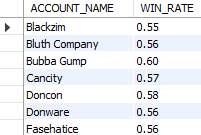 ACCOUNT_NAME WIN_RATE
Blackzim 0.55
Bluth Company 0.56
Bubba Gump 0.60
Cancity 0.57
Doncon 0.58
Donware 0.56
Fasehatice 0.56